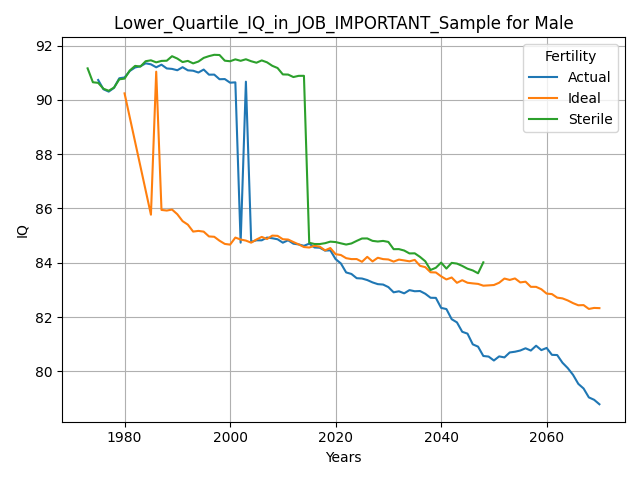 Lower_Quartile_IQ_in_JOB_IMPORTANT_Sample for Male
Fertility
Actual
Ideal
Sterile
IQ
92
90
88
86
84
82
80
1980
2000
2020
2040
2060
Years